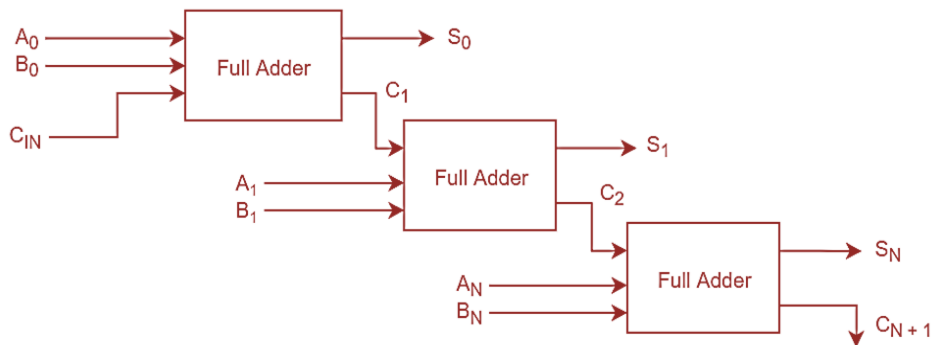 A0
B0
CIN
Full Adder
S0
C1
A1
B1
Full Adder
S1
C2
AN
BN
Full Adder
SN
CN + 1